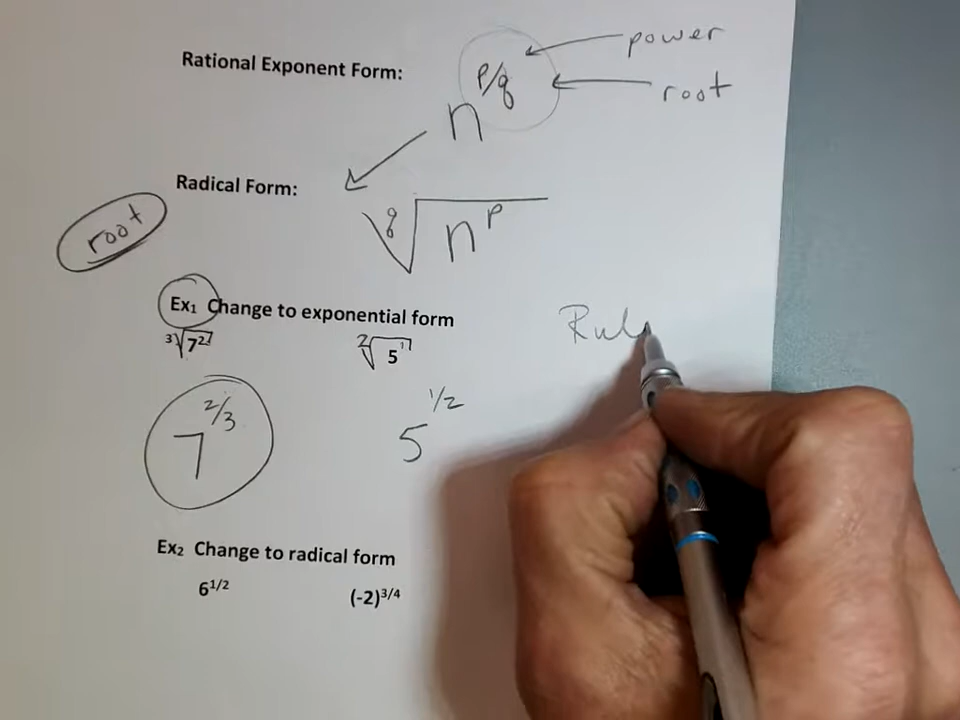 Rational Exponent Form: n^p/q power
root
Radical Form: q√n^p
root
Ex₁ Change to exponential form
³√7² ²√5¹
7^2/3 5^1/2
Ex₂ Change to radical form
6^1/2 (-2)^3/4